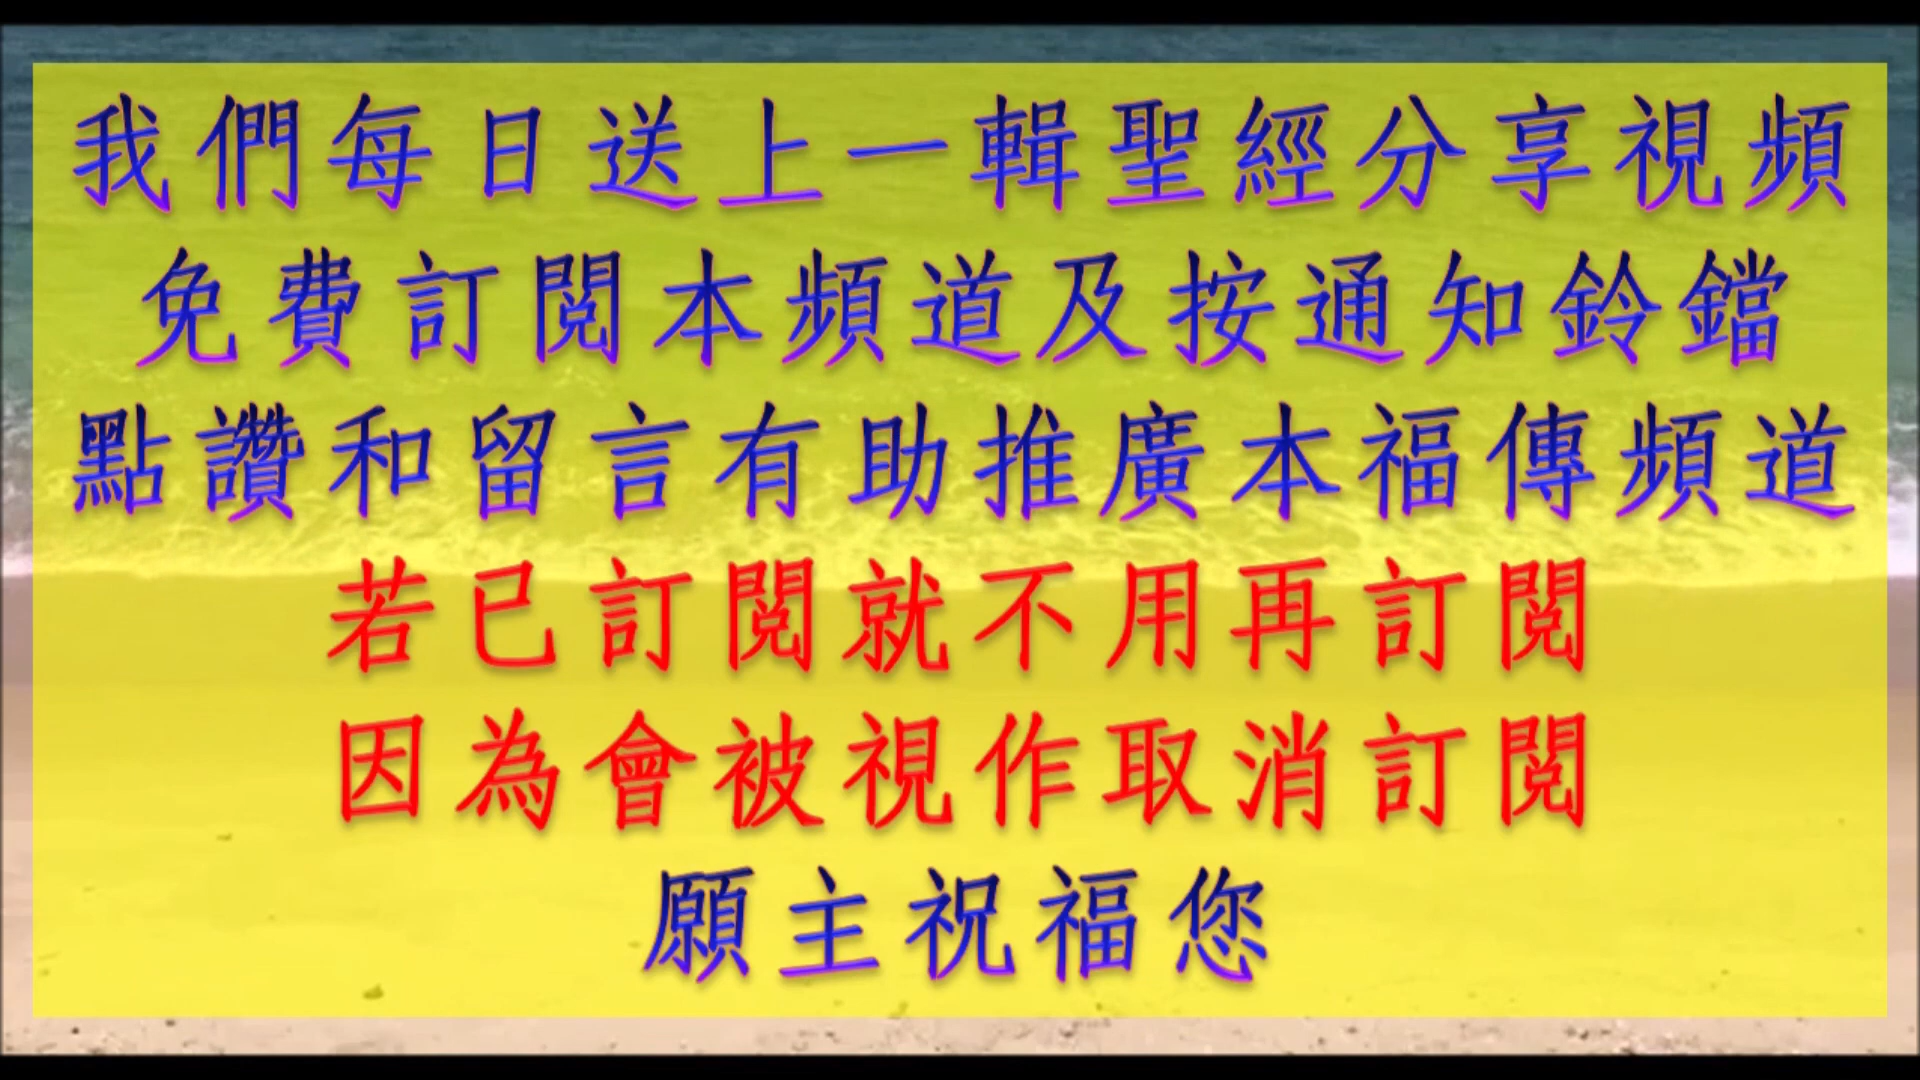 我們每日送上一輯聖經分享視頻
免費訂閱本頻道及按通知鈴鐺
點讚和留言有助推廣本福傳頻道
若已訂閱就不用再訂閱
因為會被視作取消訂閱
願主祝福您